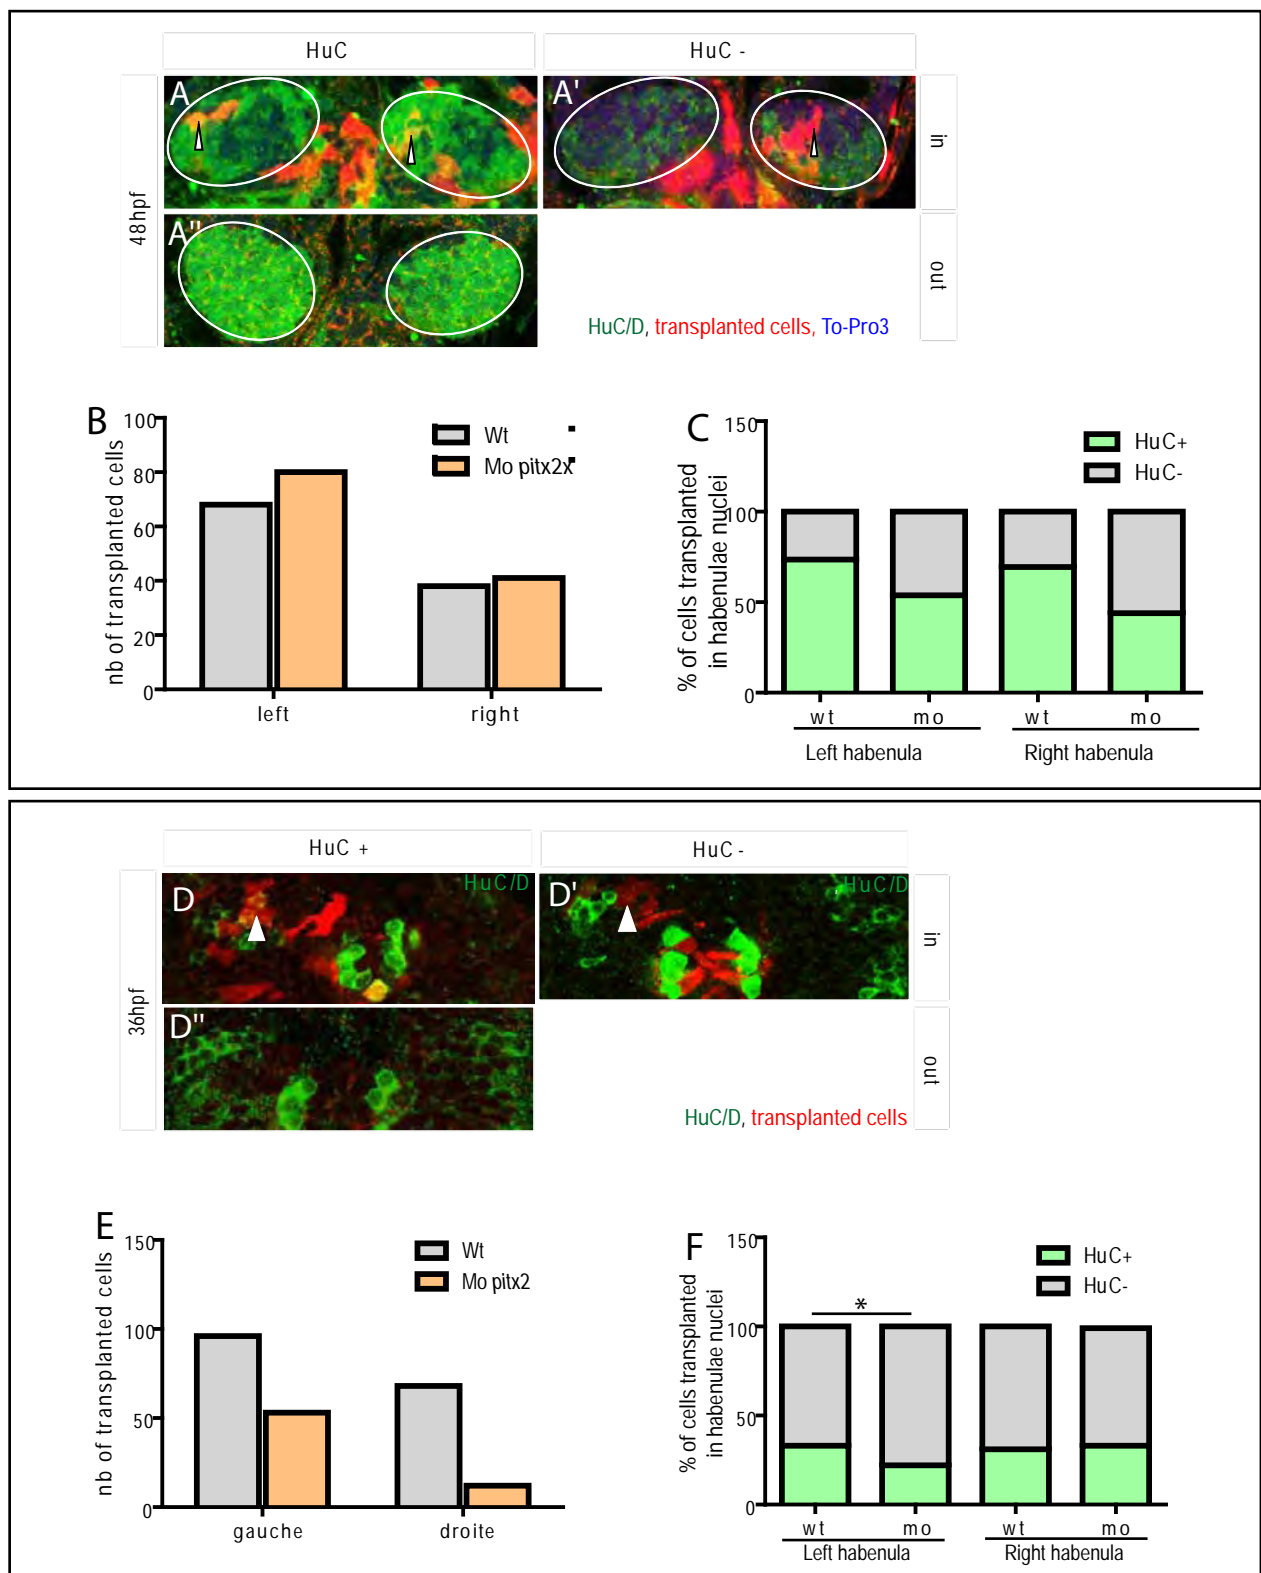 HuC
HuC -
48hpf
A
A'
in
A"
out
HuC/D, transplanted cells, To-Pro3
B
nb of transplanted cells
100
80
60
40
20
0
Wt
Mo pitx2x
left
right
C
% of cells transplanted
in habenulae nuclei
150
100
50
0
HuC+
HuC-
wt
mo
wt
mo
Left habenula
Right habenula
HuC +
HuC -
36hpf
D
HuC/D
D'
HuC/D
in
D"
out
HuC/D, transplanted cells
E
nb of transplanted cells
150
100
50
0
Wt
Mo pitx2
gauche
droite
F
% of cells transplanted
in habenulae nuclei
150
100
50
0
HuC+
HuC-
*
wt
mo
wt
mo
Left habenula
Right habenula